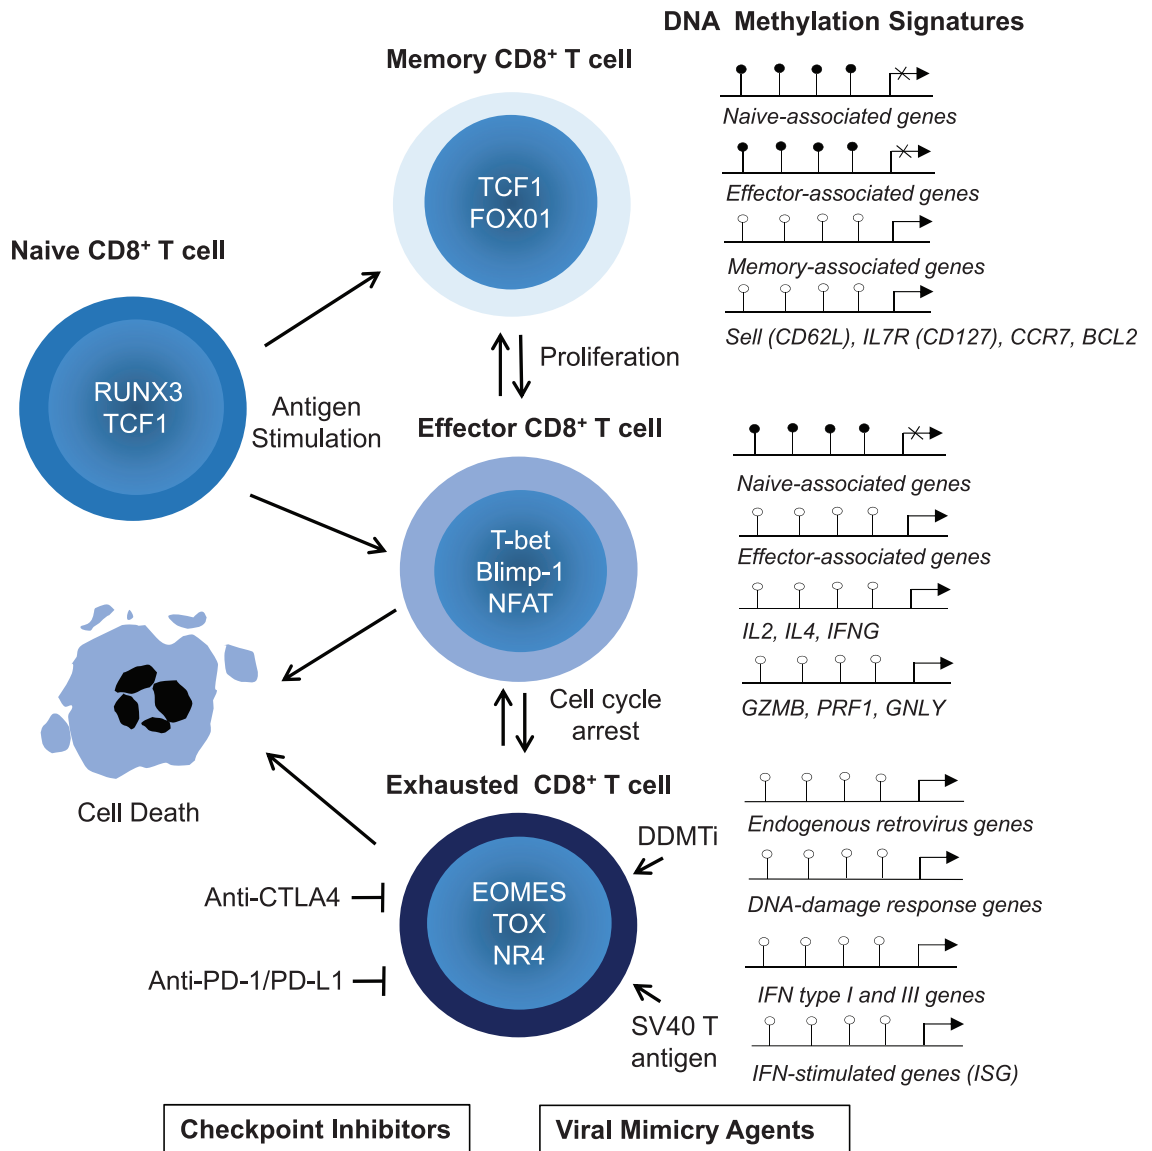 DNA Methylation Signatures
Memory CD8+ T cell
Naive-associated genes
TCF1
FOX01
Effector-associated genes
Memory-associated genes
Sell (CD62L), IL7R (CD127), CCR7, BCL2
Naive CD8+ T cell
RUNX3
TCF1
Antigen
Stimulation
Proliferation
Effector CD8+ T cell
T-bet
Blimp-1
NFAT
Naive-associated genes
Effector-associated genes
IL2, IL4, IFNG
GZMB, PRF1, GNLY
Cell Death
Cell cycle
arrest
Exhausted CD8+ T cell
EOMES
TOX
NR4
DDMTi
Anti-CTLA4
Anti-PD-1/PD-L1
SV40 T
antigen
Endogenous retrovirus genes
DNA-damage response genes
IFN type I and III genes
IFN-stimulated genes (ISG)
Checkpoint Inhibitors
Viral Mimicry Agents